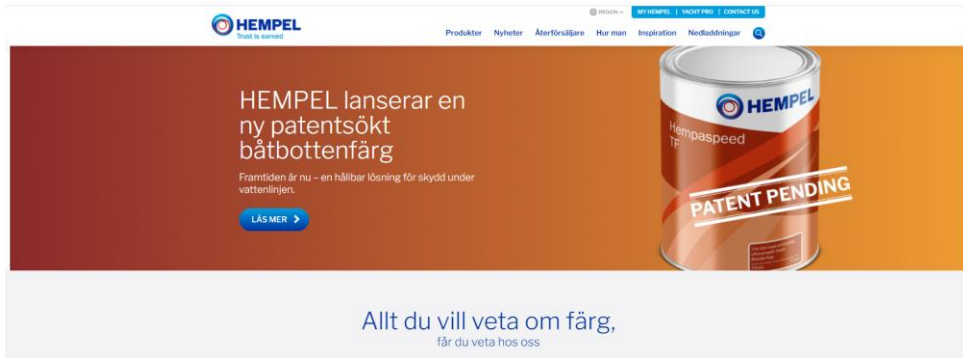 REGION
MY HEMPEL | YACHT PRO | CONTACT US
HEMPEL
Trust is earned
Produkter Nyheter Återförsäljare Hur man Inspiration Nedladdningar
HEMPEL lanserar en
ny patentsökt
båtbottenfärg
Framtiden är nu – en hållbar lösning för skydd under
vattenlinjen.
LÄS MER
HEMPEL
Hempaspeed
TF
PATENT PENDING
Allt du vill veta om färg,
får du veta hos oss